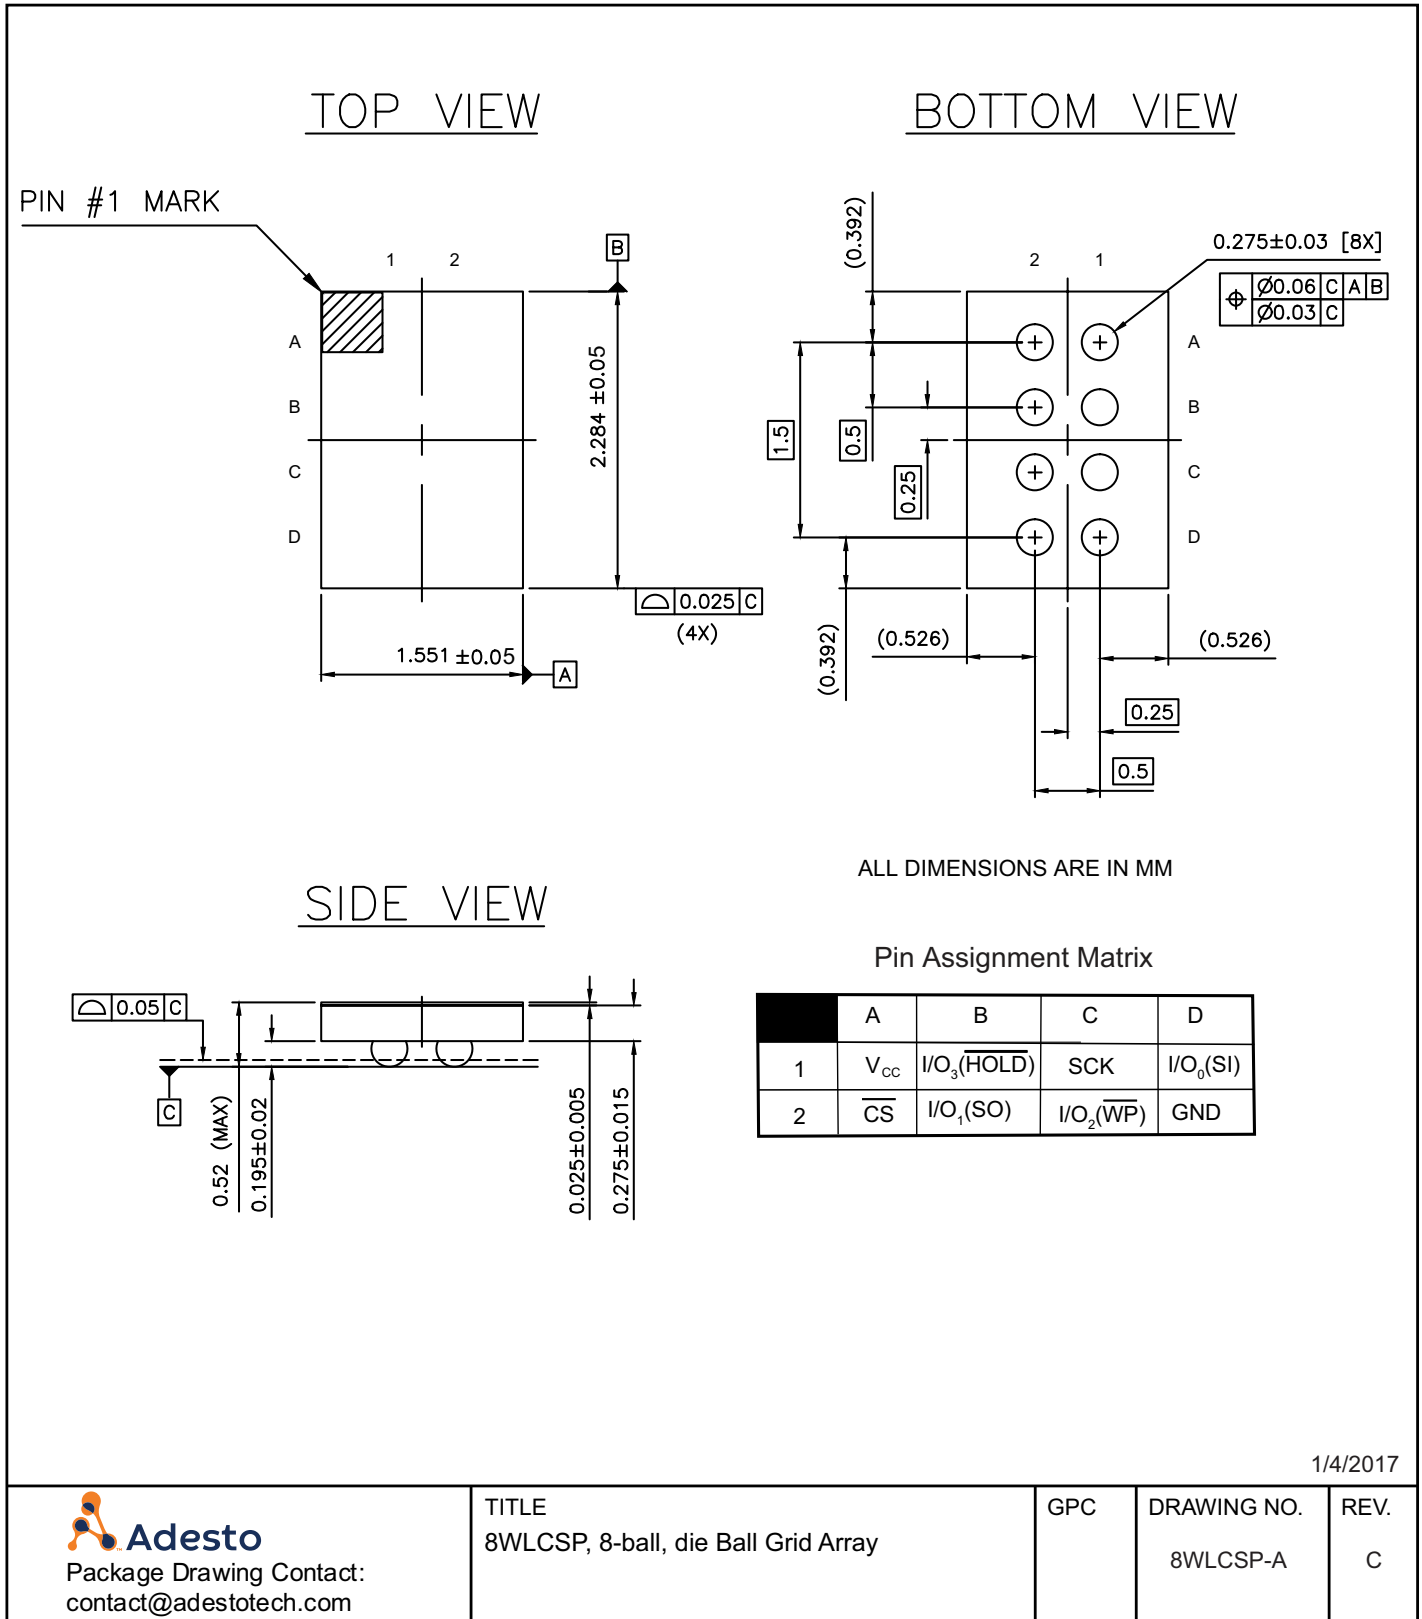 TOP VIEW
BOTTOM VIEW
PIN #1 MARK
1 2
B
A
B
C
D
2.284 ±0.05
0.025 C
(4X)
1.551 ±0.05
A
(0.392)
2 1
0.275±0.03 [8X]
Ø0.06 C A B
Ø0.03 C
A
B
C
D
1.5
0.5
0.25
(0.392)
(0.526)
(0.526)
0.25
0.5
ALL DIMENSIONS ARE IN MM
SIDE VIEW
0.05 C
C
0.52 (MAX)
0.195±0.02
0.025±0.005
0.275±0.015
Pin Assignment Matrix
A B C D
1 VCC I/O3(HOLD) SCK I/O0(SI)
2 CS I/O1(SO) I/O2(WP) GND
1/4/2017
Adesto
Package Drawing Contact:
contact@adestotech.com
TITLE
8WLCSP, 8-ball, die Ball Grid Array
GPC
DRAWING NO.
8WLCSP-A
REV.
C